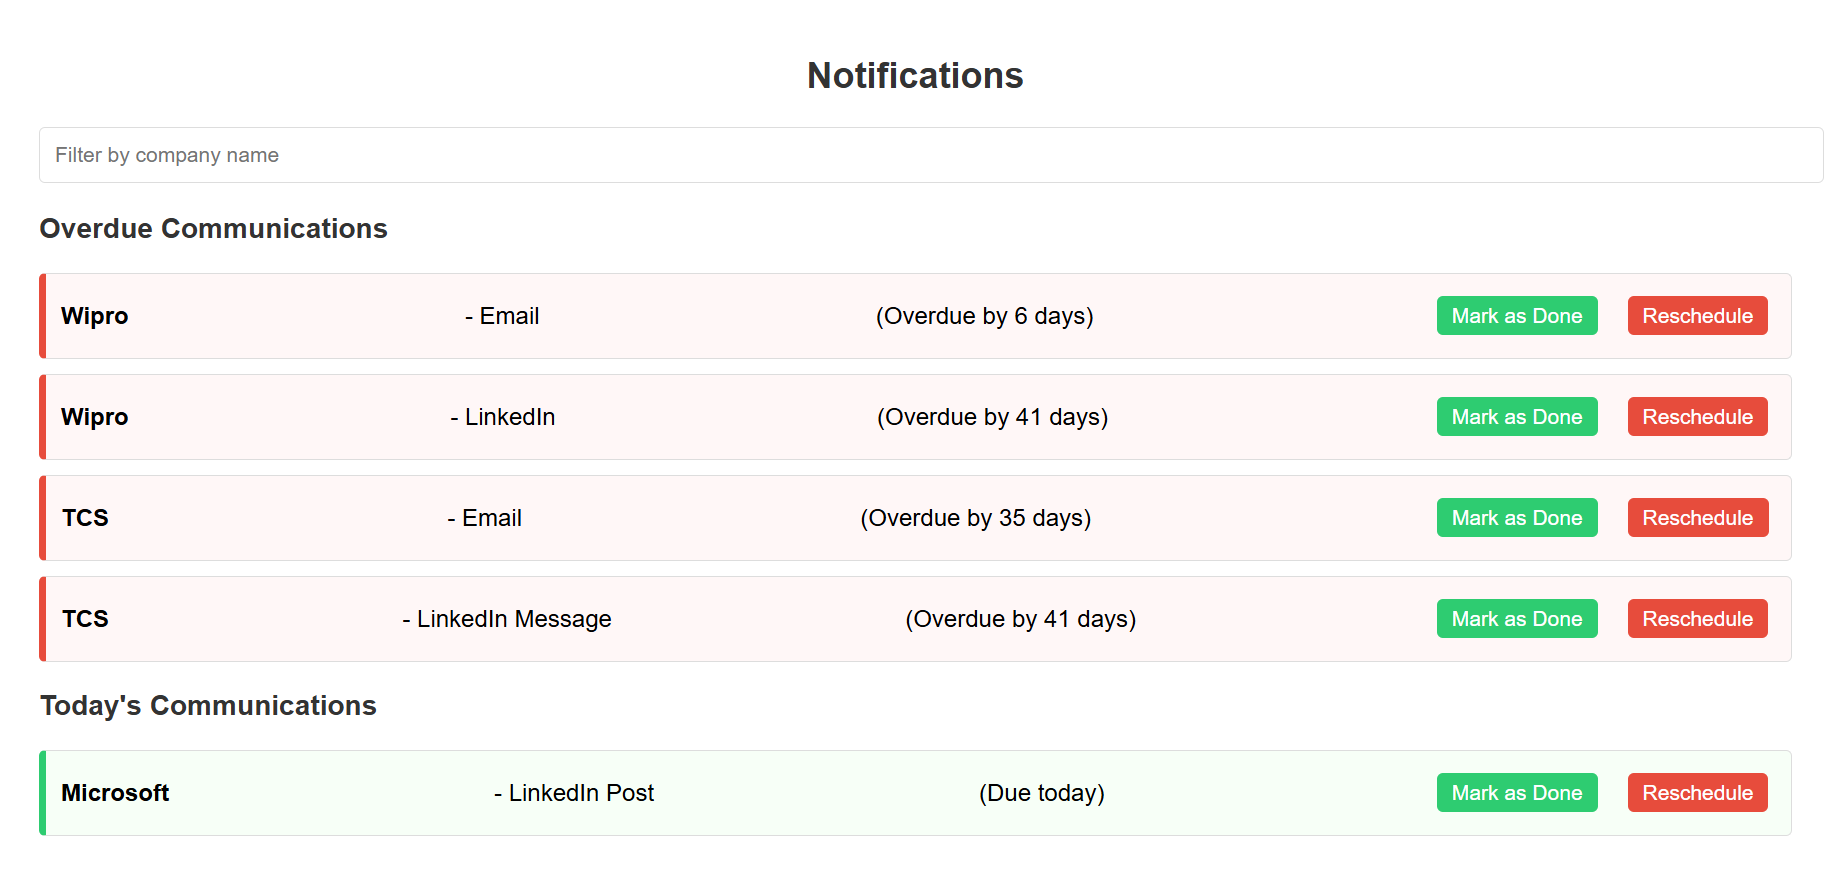 Notifications
Filter by company name
Overdue Communications
Wipro - Email (Overdue by 6 days) Mark as Done Reschedule
Wipro - LinkedIn (Overdue by 41 days) Mark as Done Reschedule
TCS - Email (Overdue by 35 days) Mark as Done Reschedule
TCS - LinkedIn Message (Overdue by 41 days) Mark as Done Reschedule
Today's Communications
Microsoft - LinkedIn Post (Due today) Mark as Done Reschedule